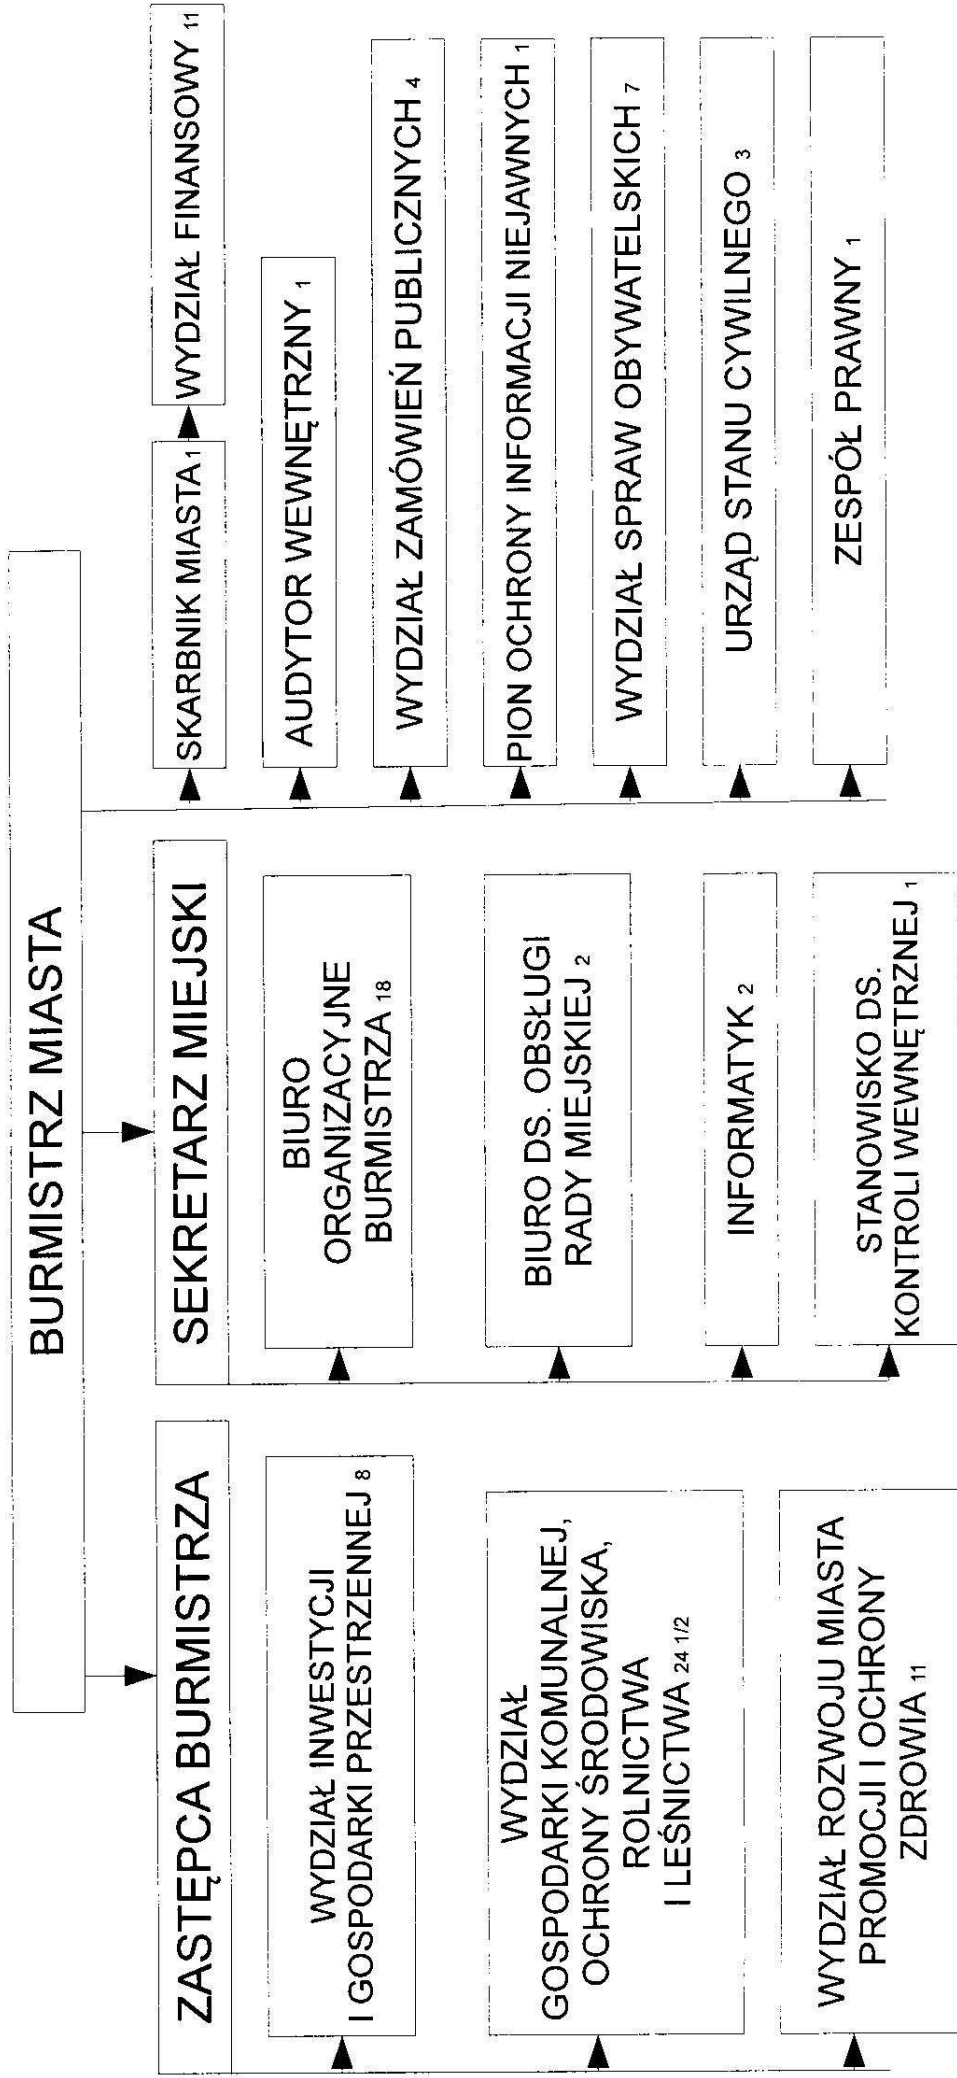 BURMISTRZ MIASTA
ZASTĘPCA BURMISTRZA
WYDZIAŁ INWESTYCJI
I GOSPODARKI PRZESTRZENNEJ 8
WYDZIAŁ
GOSPODARKI KOMUNALNEJ,
OCHRONY ŚRODOWISKA,
ROLNICTWA
I LEŚNICTWA 24 1/2
WYDZIAŁ ROZWOJU MIASTA
PROMOCJI I OCHRONY
ZDROWIA 11
SEKRETARZ MIEJSKI
BIURO
ORGANIZACYJNE
BURMISTRZA 18
BIURO DS. OBSŁUGI
RADY MIEJSKIEJ 2
INFORMATYK 2
STANOWISKO DS.
KONTROLI WEWNĘTRZNEJ 1
SKARBNIK MIASTA 1
WYDZIAŁ FINANSOWY 11
AUDYTOR WEWNĘTRZNY 1
WYDZIAŁ ZAMÓWIEŃ PUBLICZNYCH 4
PION OCHRONY INFORMACJI NIEJAWNYCH 1
WYDZIAŁ SPRAW OBYWATELSKICH 7
URZĄD STANU CYWILNEGO 3
ZESPÓŁ PRAWNY 1